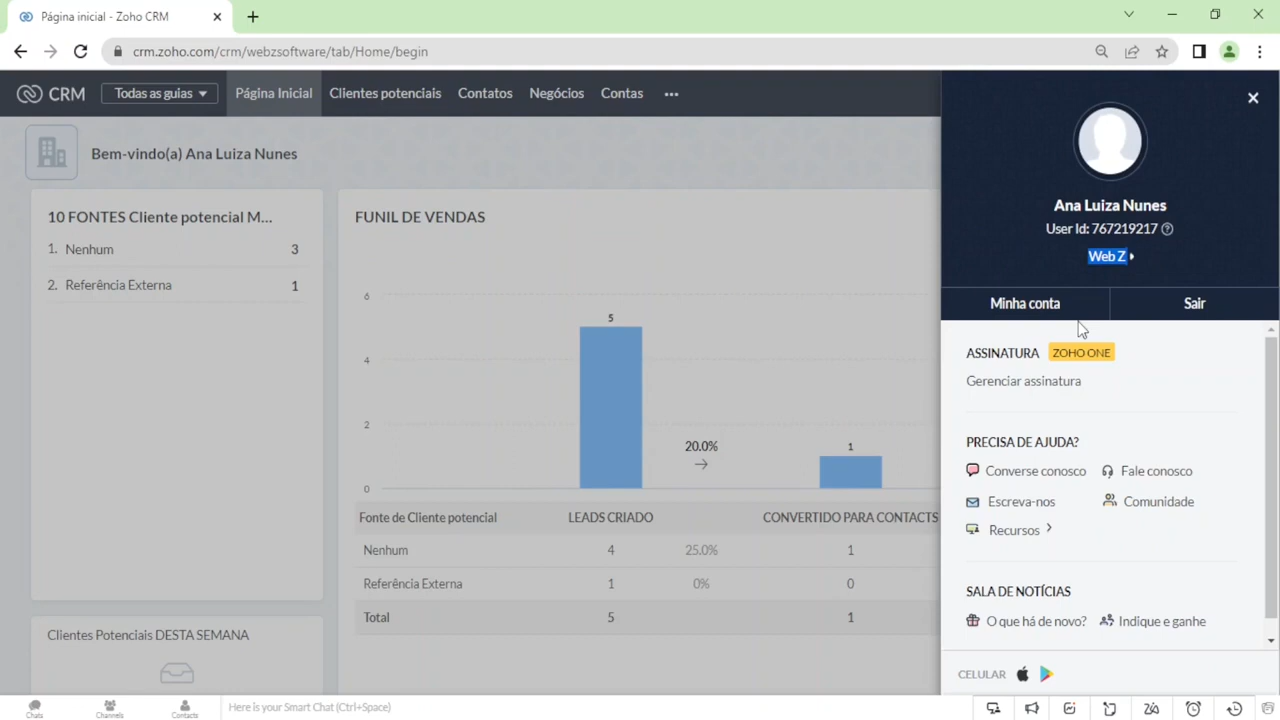 Página inicial - Zoho CRM
crm.zoho.com/crm/webzsoftware/tab/Home/begin
CRM
Todas as guias
Página Inicial
Clientes potenciais
Contatos
Negócios
Contas
Bem-vindo(a) Ana Luiza Nunes
10 FONTES Cliente potencial M...
1. Nenhum 3
2. Referência Externa 1
FUNIL DE VENDAS
6
4
2
0
5
20.0%
1
Fonte de Cliente potencial LEADS CRIADO CONVERTIDO PARA CONTACTS
Nenhum 4 25.0% 1
Referência Externa 1 0% 0
Total 5 1
Clientes Potenciais DESTA SEMANA
Ana Luiza Nunes
User Id: 767219217
Web Z
Minha conta
Sair
ASSINATURA ZOHO ONE
Gerenciar assinatura
PRECISA DE AJUDA?
Converse conosco Fale conosco
Escreva-nos Comunidade
Recursos
SALA DE NOTÍCIAS
O que há de novo? Indique e ganhe
CELULAR
Chats
Channels
Contacts
Here is your Smart Chat (Ctrl+Space)